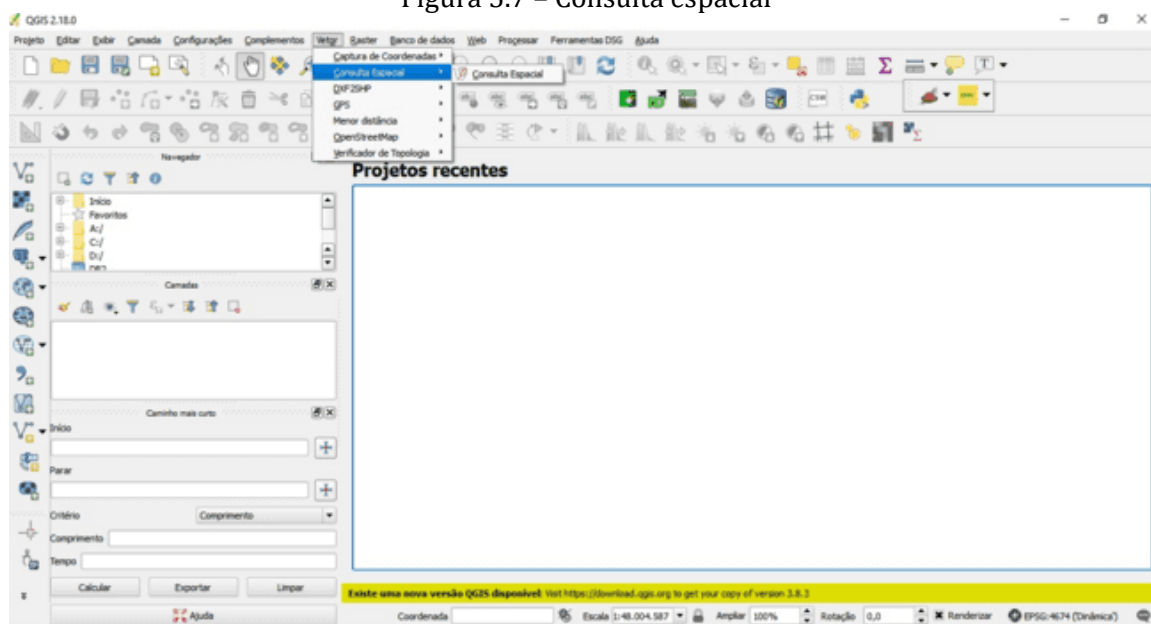 Figura 5.7 – Consulta espacial
QGIS 2.18.0
Projeto Editar Exibir Camada Configurações Complementos Vetor Raster Banco de dados Web Processar Ferramentas DSG Ajuda
Captura de Coordenadas
Consulta Espacial
Consulta Espacial
DXF2SHP
GPS
Menor distância
OpenStreetMap
Verificador de Topologia
Navegador
Início
Favoritos
A:/
C:/
D:/
Projetos recentes
Camadas
Caminho mais curto
Início
Parar
Critério Comprimento
Comprimento
Tempo
Calcular Exportar Limpar
Ajuda
Existe uma nova versão QGIS disponível: Visit https://download.qgis.org to get your copy of version 3.8.3
Coordenada Escala 1:48.004.587 Ampliar 100% Rotação 0,0 Renderizar EPSG:4674 (Dinâmica)